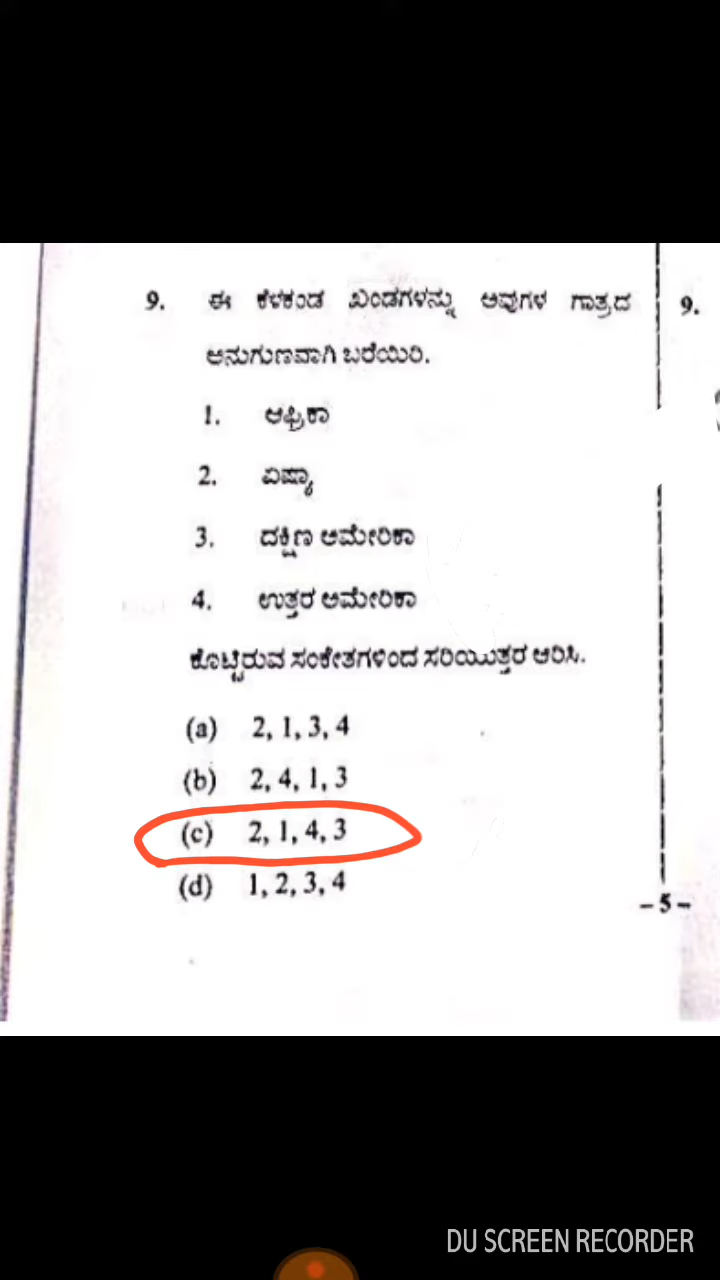 9. ಈ ಕೆಳಕಂಡ ಖಂಡಗಳನ್ನು ಅವುಗಳ ಗಾತ್ರದ
ಅನುಗುಣವಾಗಿ ಬರೆಯಿರಿ.
1. ಆಫ್ರಿಕಾ
2. ಏಷ್ಯಾ
3. ದಕ್ಷಿಣ ಅಮೇರಿಕಾ
4. ಉತ್ತರ ಅಮೇರಿಕಾ
ಕೊಟ್ಟಿರುವ ಸಂಕೇತಗಳಿಂದ ಸರಿಯುತ್ತರ ಆರಿಸಿ.
(a) 2, 1, 3, 4
(b) 2, 4, 1, 3
(c) 2, 1, 4, 3
(d) 1, 2, 3, 4
– 5 –
9.
DU SCREEN RECORDER